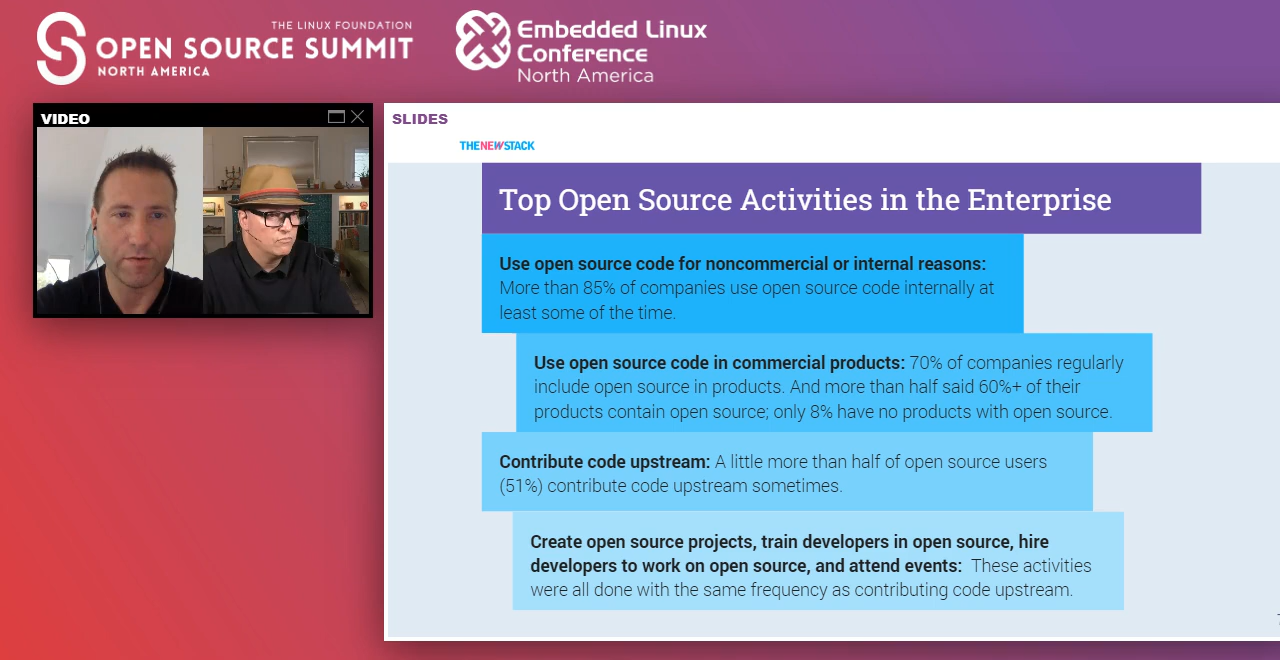 THE LINUX FOUNDATION
OPEN SOURCE SUMMIT
NORTH AMERICA
Embedded Linux
Conference
North America
VIDEO
SLIDES
THENEWSTACK
Top Open Source Activities in the Enterprise
Use open source code for noncommercial or internal reasons:
More than 85% of companies use open source code internally at
least some of the time.
Use open source code in commercial products: 70% of companies regularly
include open source in products. And more than half said 60%+ of their
products contain open source; only 8% have no products with open source.
Contribute code upstream: A little more than half of open source users
(51%) contribute code upstream sometimes.
Create open source projects, train developers in open source, hire
developers to work on open source, and attend events: These activities
were all done with the same frequency as contributing code upstream.